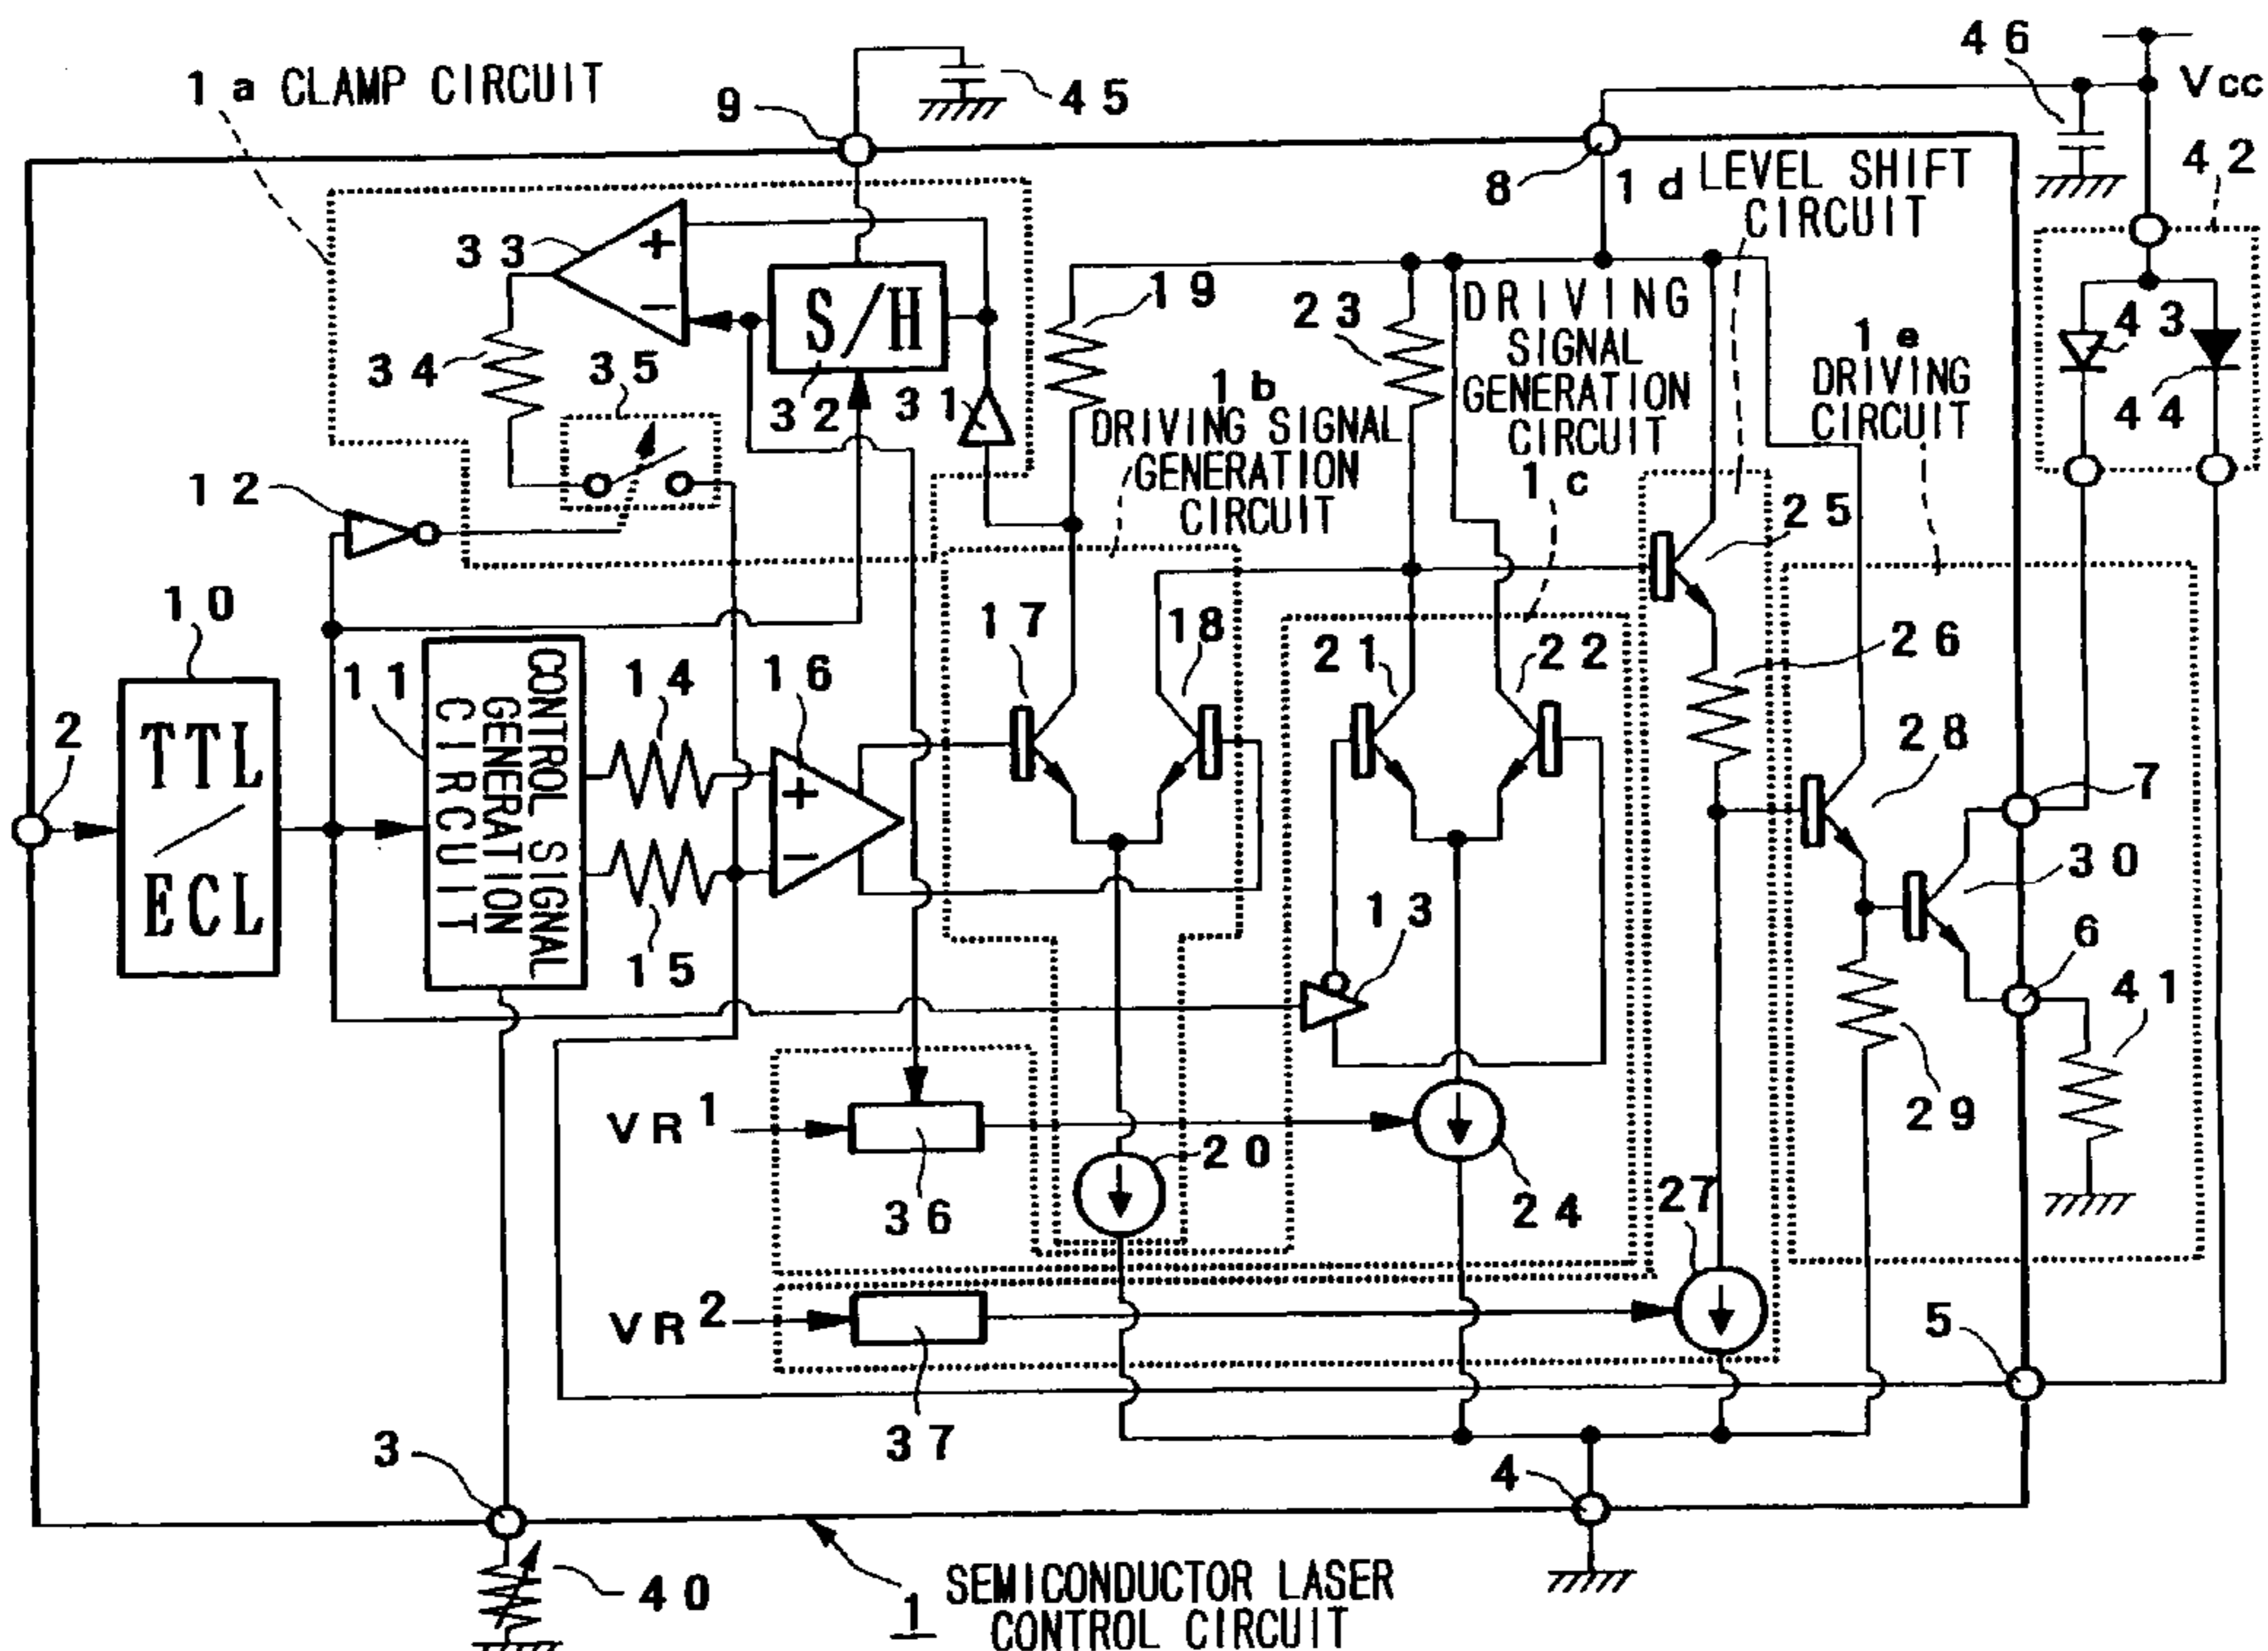 46
1a CLAMP CIRCUIT
45
Vcc
9
42
8
1d LEVEL SHIFT
CIRCUIT
33
+
−
S/H
19
23
DRIVING
SIGNAL
GENERATION
CIRCUIT
43
44
1e
DRIVING
CIRCUIT
34
35
32
31
1b
DRIVING SIGNAL
GENERATION
CIRCUIT
1c
12
25
10
17
18
21
22
26
11
CONTROL SIGNAL
GENERATION
CIRCUIT
14
16
2
TTL
/
ECL
+
−
28
7
30
15
13
6
41
29
VR1
36
20
24
27
VR2
37
5
3
4
40
1
SEMICONDUCTOR LASER
CONTROL CIRCUIT